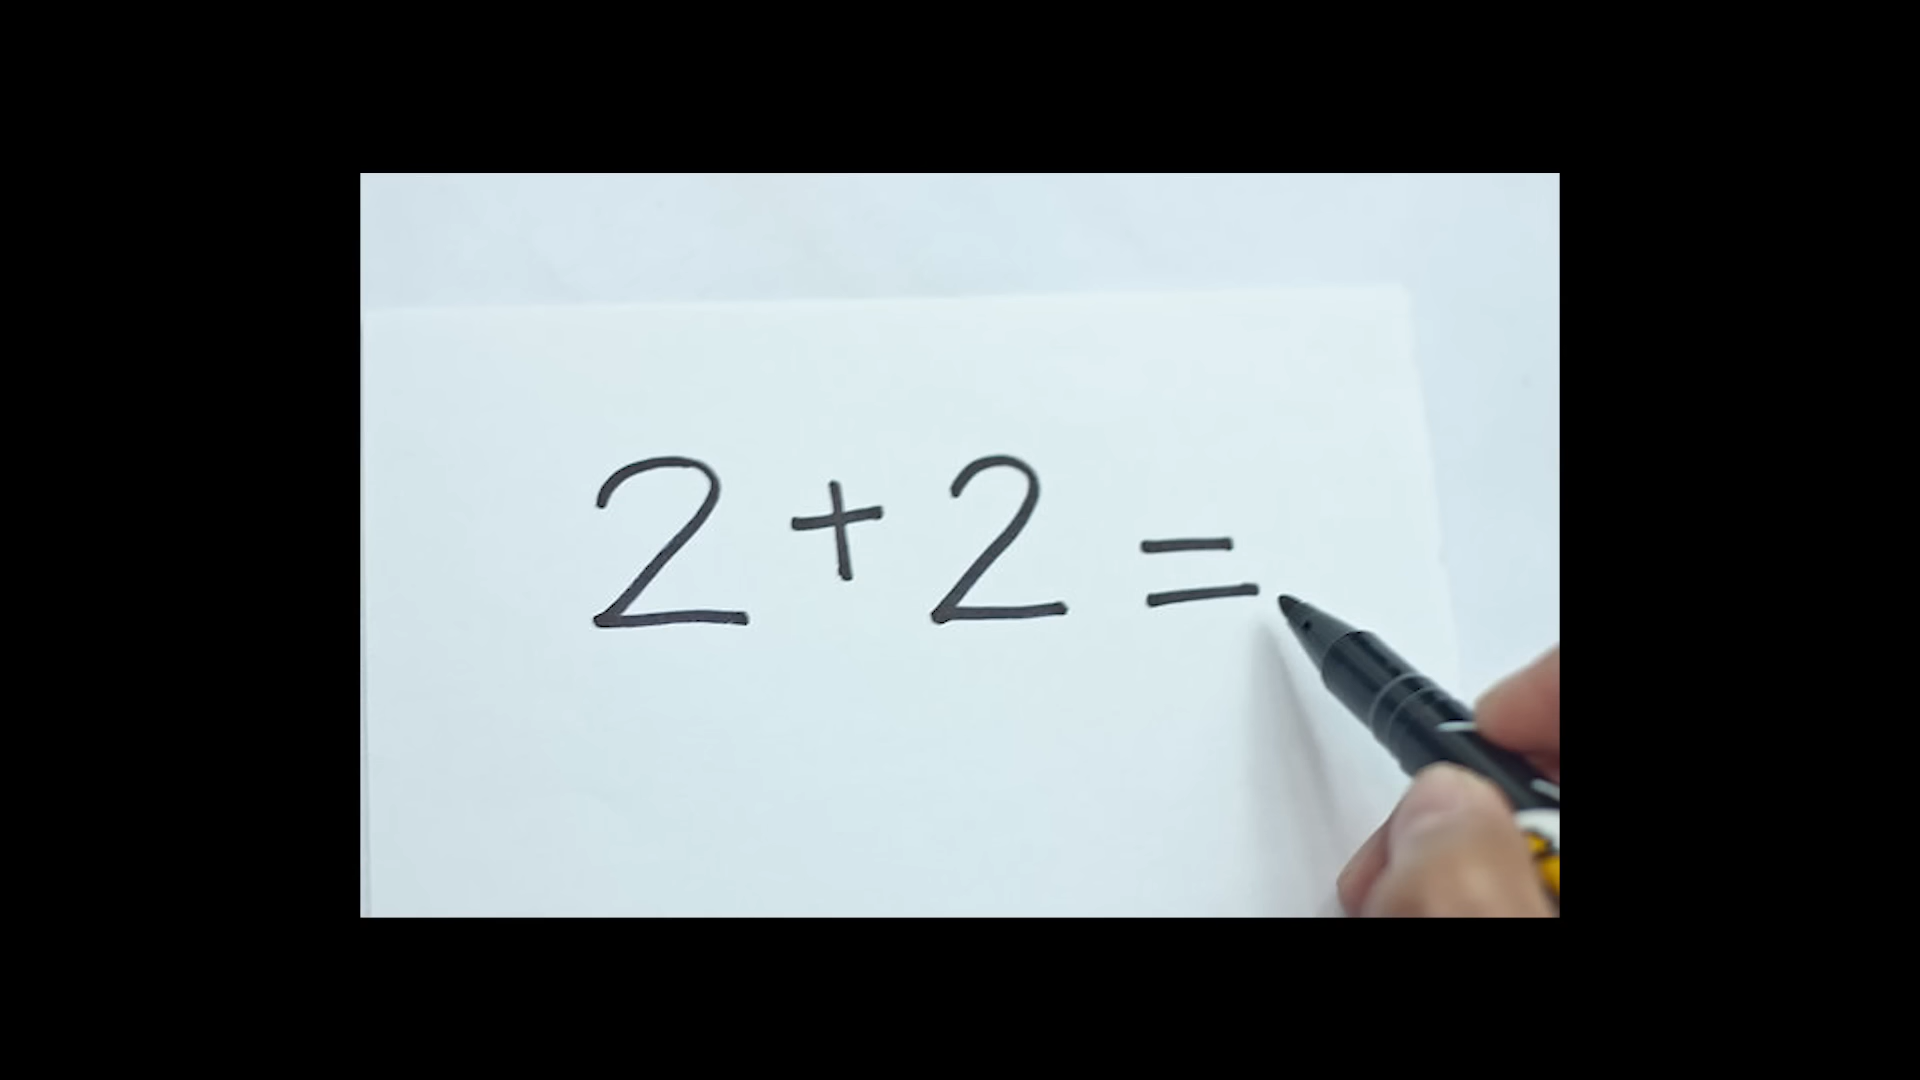 2 + 2 =